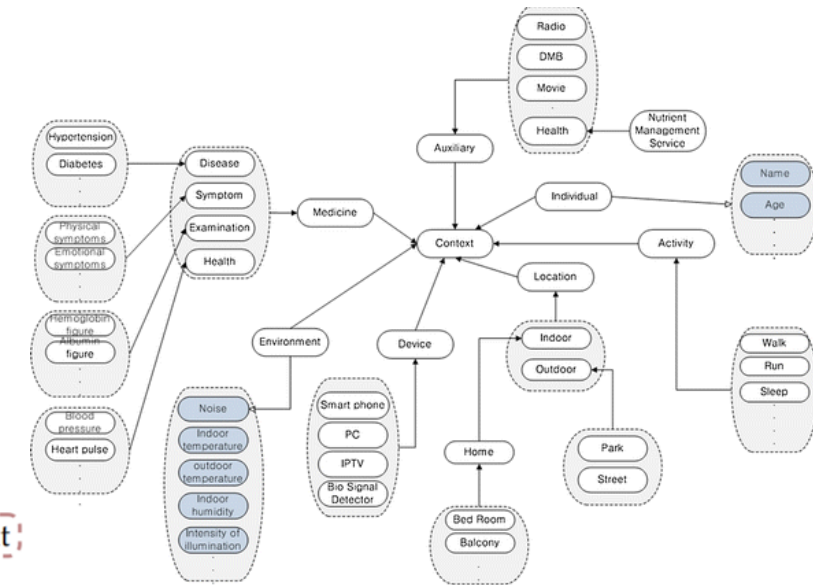 Radio
DMB
Movie
Health
Nutrient
Management
Service
Auxiliary
Hypertension
Diabetes
Disease
Symptom
Examination
Health
Physical
symptoms
Emotional
symptoms
Hemoglobin
figure
Albumin
figure
Blood
pressure
Heart pulse
Medicine
Individual
Name
Age
Context
Activity
Location
Environment
Device
Indoor
Outdoor
Walk
Run
Sleep
Noise
Indoor
temperature
outdoor
temperature
Indoor
humidity
Intensity of
illumination
Smart phone
PC
IPTV
Bio Signal
Detector
Home
Park
Street
Bed Room
Balcony
t